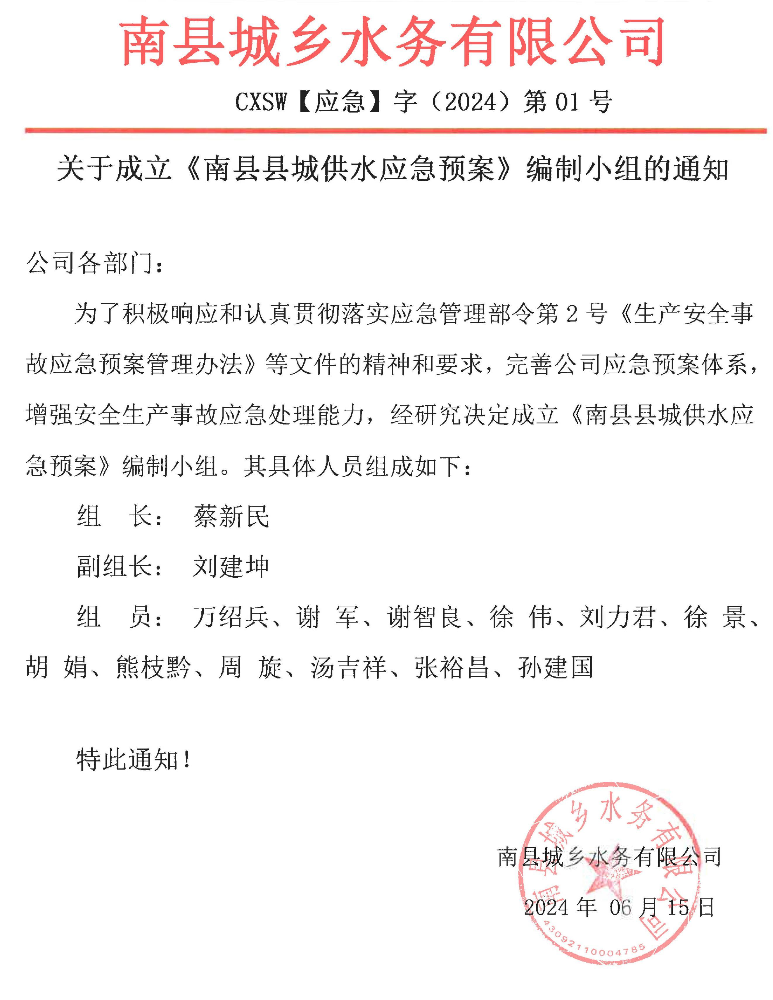 南县城乡水务有限公司
CXSW【应急】字（2024）第 01 号
关于成立《南县县城供水应急预案》编制小组的通知
公司各部门：
为了积极响应和认真贯彻落实应急管理部令第 2 号《生产安全事
故应急预案管理办法》等文件的精神和要求，完善公司应急预案体系，
增强安全生产事故应急处理能力，经研究决定成立《南县县城供水应
急预案》编制小组。其具体人员组成如下：
组　长：　蔡新民
副组长：　刘建坤
组　员：　万绍兵、谢 军、谢智良、徐 伟、刘力君、徐 景、
胡 娟、熊枝黔、周 旋、汤吉祥、张裕昌、孙建国
特此通知！
南县城乡水务有限公司
2024 年 06 月 15 日
南县城乡水务有限公司
43092110004785